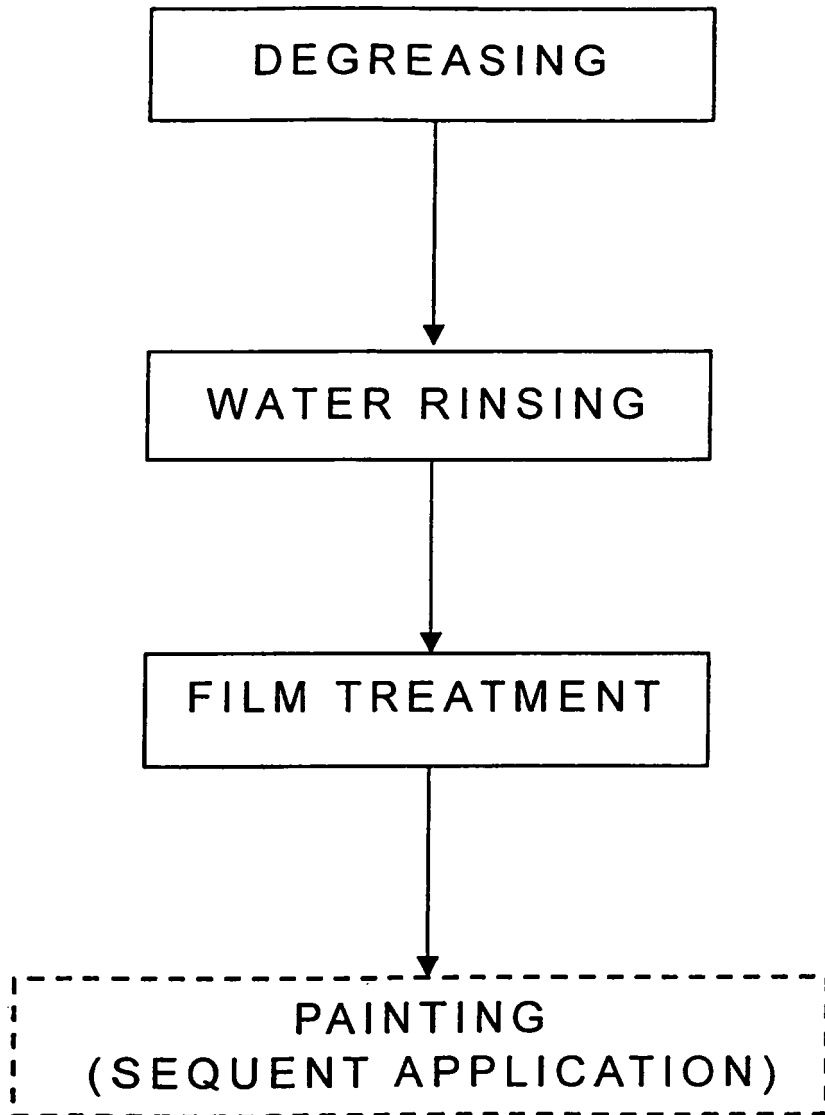 DEGREASING
WATER RINSING
FILM TREATMENT
PAINTING
(SEQUENT APPLICATION)